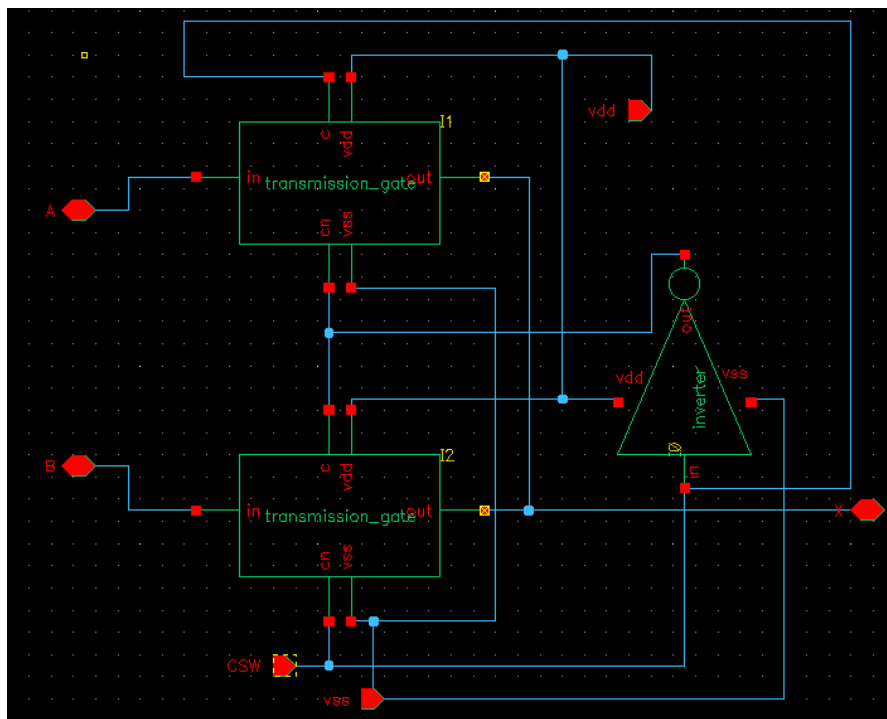 I1
c
vdd
vdd
in
transmission_gate
out
A
cn
vss
out
vdd
vss
inverter
I0
in
I2
c
vdd
B
in
transmission_gate
out
X
cn
vss
CSW
vss